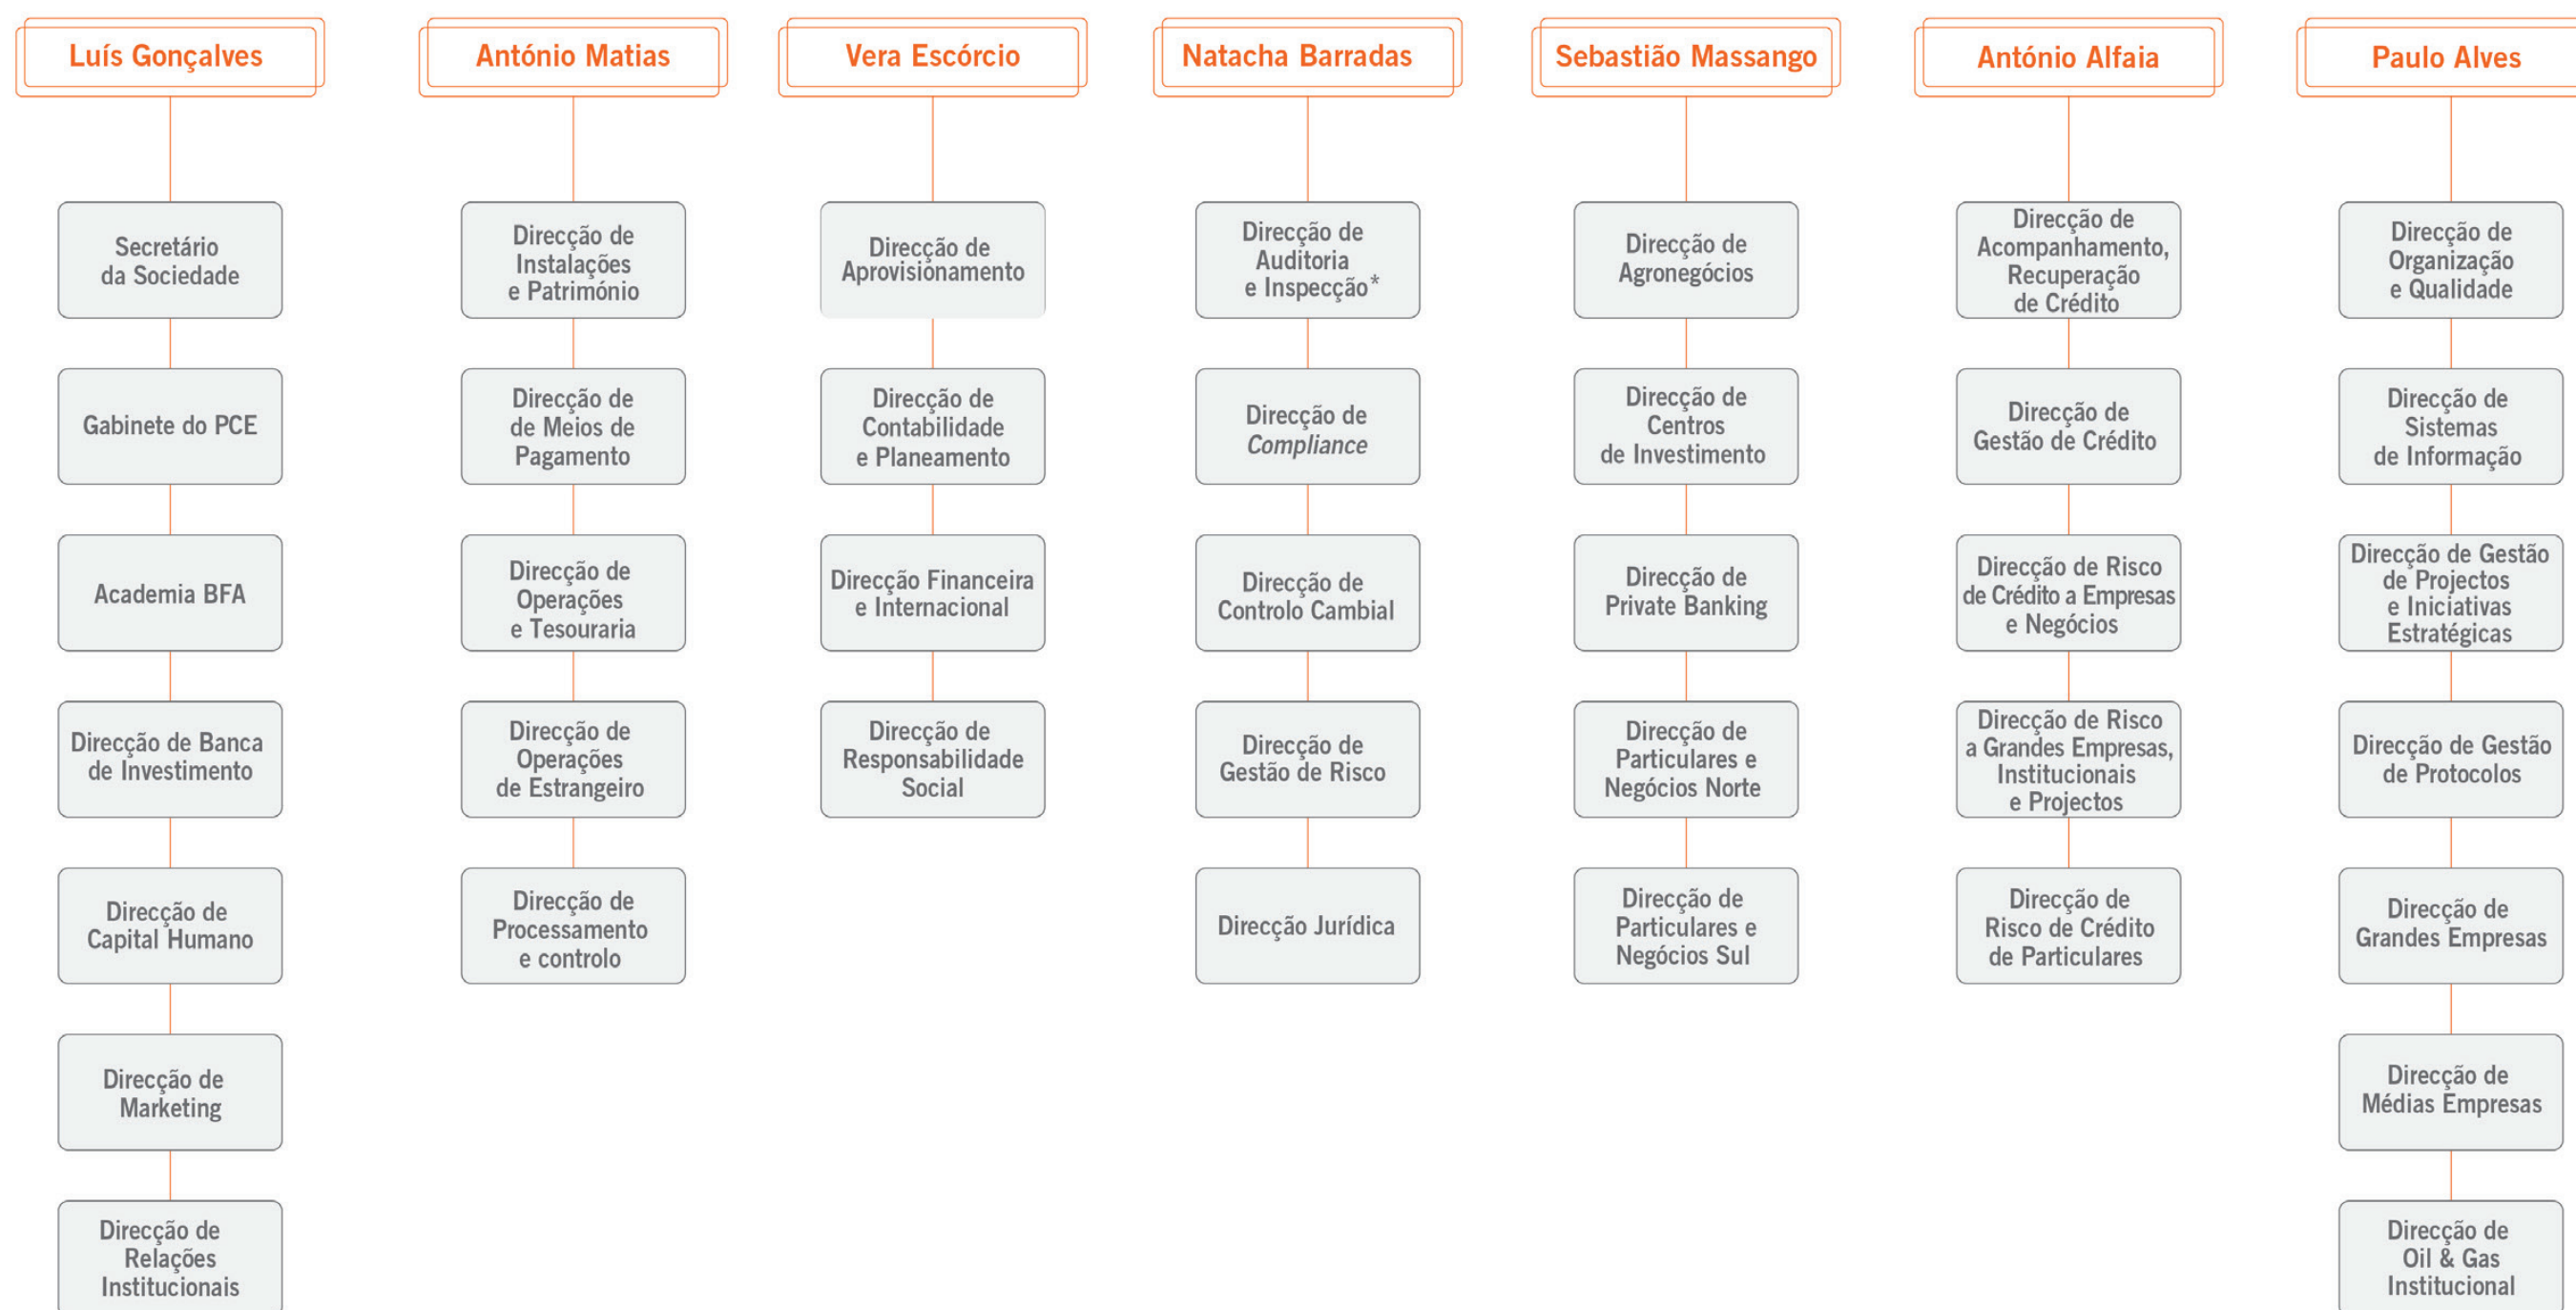 Luís Gonçalves
Secretário
da Sociedade
Gabinete do PCE
Academia BFA
Direcção de Banca
de Investimento
Direcção de
Capital Humano
Direcção de
Marketing
Direcção de
Relações
Institucionais
António Matias
Direcção de
Instalações
e Património
Direcção de
de Meios de
Pagamento
Direcção de
Operações
e Tesouraria
Direcção de
Operações
de Estrangeiro
Direcção de
Processamento
e controlo
Vera Escórcio
Direcção de
Aprovisionamento
Direcção de
Contabilidade
e Planeamento
Direcção Financeira
e Internacional
Direcção de
Responsabilidade
Social
Natacha Barradas
Direcção de
Auditoria
e Inspecção*
Direcção de
Compliance
Direcção de
Controlo Cambial
Direcção de
Gestão de Risco
Direcção Jurídica
Sebastião Massango
Direcção de
Agronegócios
Direcção de
Centros
de Investimento
Direcção de
Private Banking
Direcção de
Particulares e
Negócios Norte
Direcção de
Particulares e
Negócios Sul
António Alfaia
Direcção de
Acompanhamento,
Recuperação
de Crédito
Direcção de
Gestão de Crédito
Direcção de Risco
de Crédito a Empresas
e Negócios
Direcção de Risco
a Grandes Empresas,
Institucionais
e Projectos
Direcção de
Risco de Crédito
de Particulares
Paulo Alves
Direcção de
Organização
e Qualidade
Direcção de
Sistemas
de Informação
Direcção de Gestão
de Projectos
e Iniciativas
Estratégicas
Direcção de Gestão
de Protocolos
Direcção de
Grandes Empresas
Direcção de
Médias Empresas
Direcção de
Oil & Gas
Institucional